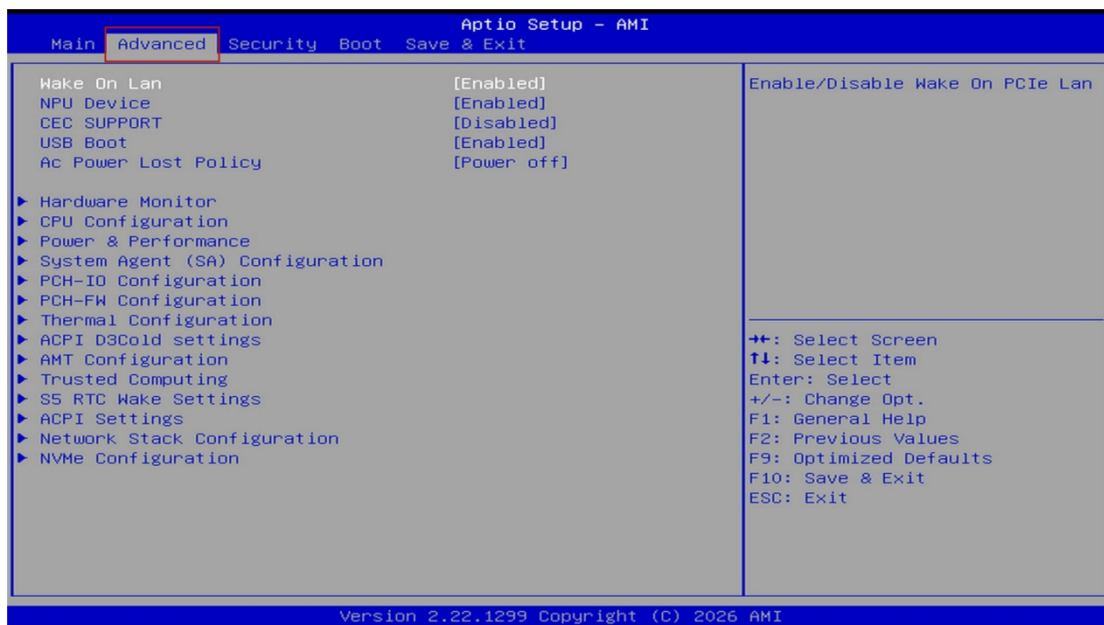 Aptio Setup – AMI
Main Advanced Security Boot Save & Exit
Wake On Lan [Enabled]
NPU Device [Enabled]
CEC SUPPORT [Disabled]
USB Boot [Enabled]
Ac Power Lost Policy [Power off]
▶ Hardware Monitor
▶ CPU Configuration
▶ Power & Performance
▶ System Agent (SA) Configuration
▶ PCH-IO Configuration
▶ PCH-FW Configuration
▶ Thermal Configuration
▶ ACPI D3Cold settings
▶ AMT Configuration
▶ Trusted Computing
▶ S5 RTC Wake Settings
▶ ACPI Settings
▶ Network Stack Configuration
▶ NVMe Configuration
Enable/Disable Wake On PCIe Lan
→←: Select Screen
↑↓: Select Item
Enter: Select
+/-: Change Opt.
F1: General Help
F2: Previous Values
F9: Optimized Defaults
F10: Save & Exit
ESC: Exit
Version 2.22.1299 Copyright (C) 2026 AMI